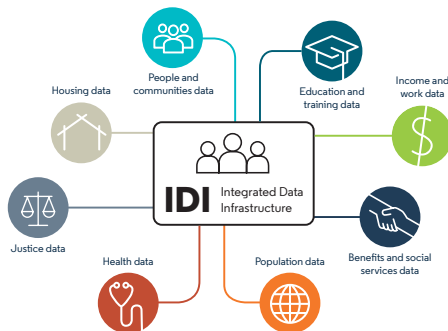 People and
communities data
Education and
training data
Housing data
Income and
work data
IDI
Integrated Data
Infrastructure
Justice data
Benefits and social
services data
Health data
Population data